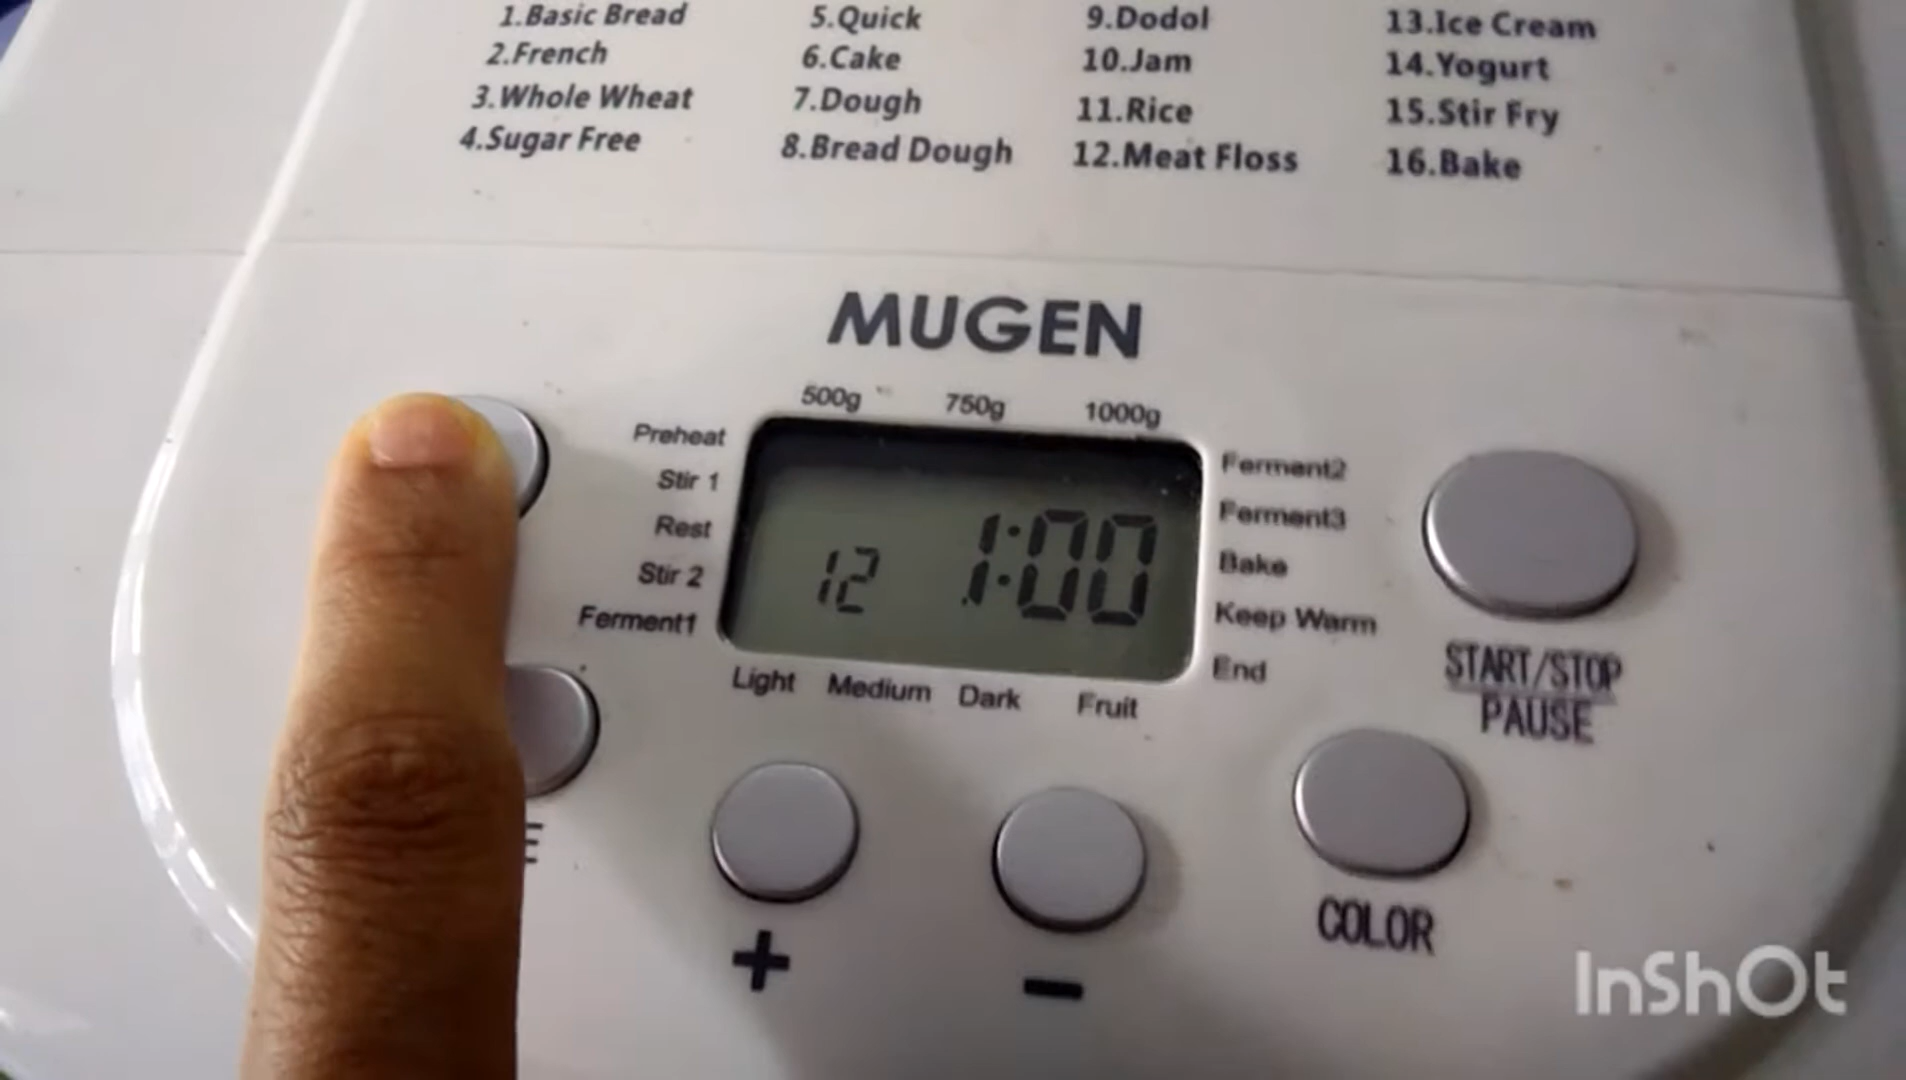 1.Basic Bread
2.French
3.Whole Wheat
4.Sugar Free
5.Quick
6.Cake
7.Dough
8.Bread Dough
9.Dodol
10.Jam
11.Rice
12.Meat Floss
13.Ice Cream
14.Yogurt
15.Stir Fry
16.Bake
MUGEN
500g 750g 1000g
Preheat
Stir 1
Rest
Stir 2
Ferment1
12 1:00
Ferment2
Ferment3
Bake
Keep Warm
End
Light Medium Dark Fruit
START/STOP
PAUSE
+
−
COLOR
InShOt